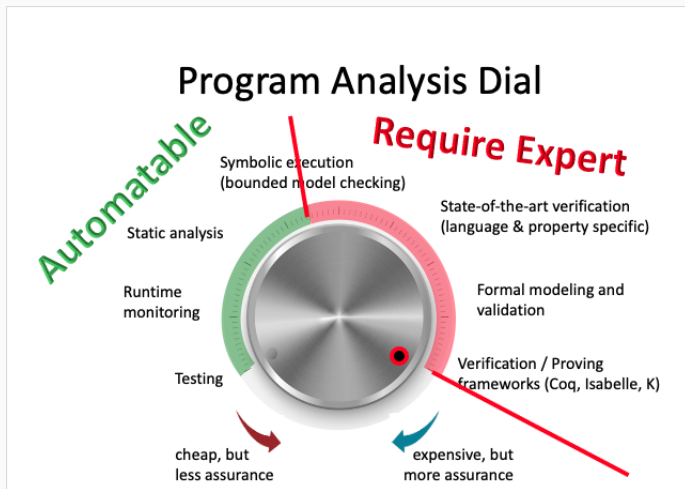 Program Analysis Dial
Automatable
Require Expert
Symbolic execution
(bounded model checking)
State-of-the-art verification
(language & property specific)
Static analysis
Runtime
monitoring
Formal modeling and
validation
Testing
Verification / Proving
frameworks (Coq, Isabelle, K)
cheap, but
less assurance
expensive, but
more assurance